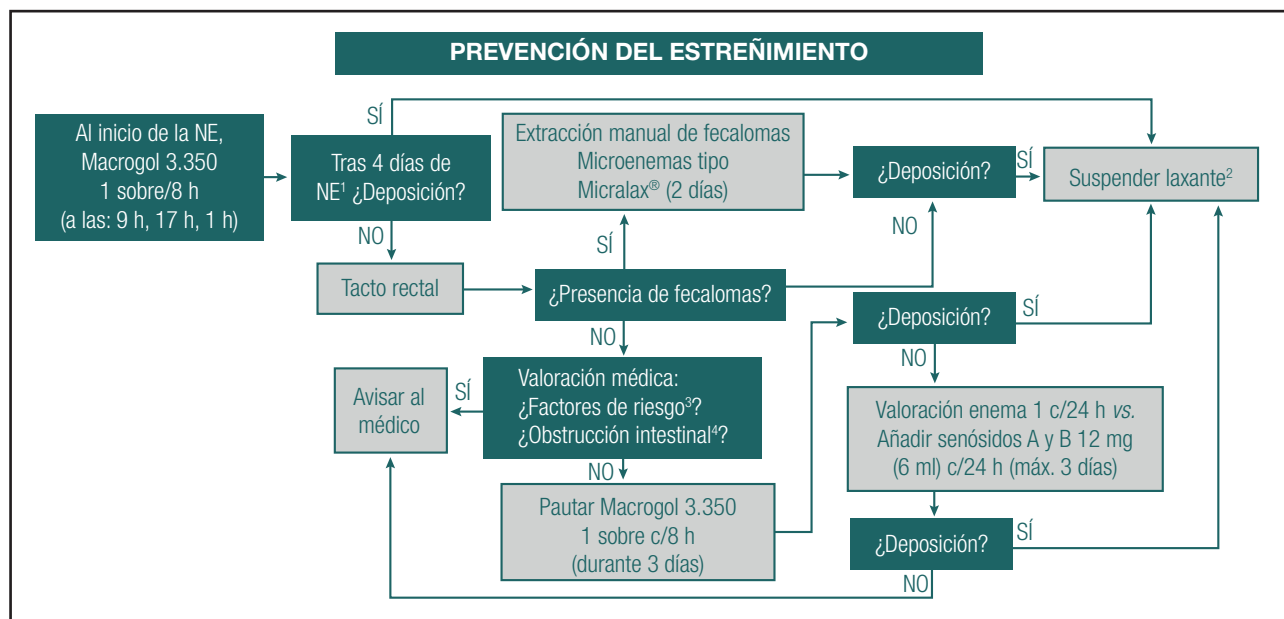 PREVENCIÓN DEL ESTREÑIMIENTO
Al inicio de la NE,
Macrogol 3.350
1 sobre/8 h
(a las: 9 h, 17 h, 1 h)
SÍ
Tras 4 días de
NE¹ ¿Deposición?
NO
Tacto rectal
Extracción manual de fecalomas
Microenemas tipo
Micralax® (2 días)
SÍ
¿Presencia de fecalomas?
NO
¿Deposición?
SÍ
NO
Suspender laxante²
Valoración médica:
¿Factores de riesgo³?
¿Obstrucción intestinal⁴?
SÍ
Avisar al
médico
NO
Pautar Macrogol 3.350
1 sobre c/8 h
(durante 3 días)
¿Deposición?
SÍ
NO
Valoración enema 1 c/24 h vs.
Añadir senósidos A y B 12 mg
(6 ml) c/24 h (máx. 3 días)
¿Deposición?
SÍ
NO